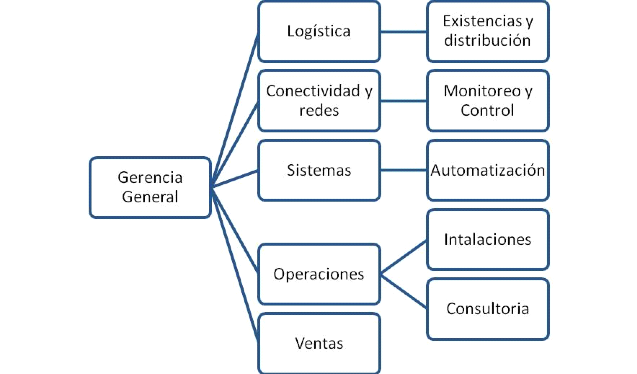 Gerencia
General
Logística
Existencias y
distribución
Conectividad y
redes
Monitoreo y
Control
Sistemas
Automatización
Operaciones
Intalaciones
Consultoria
Ventas